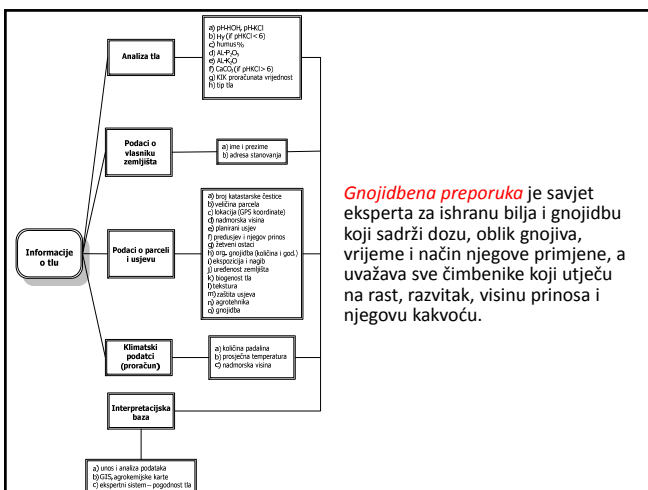 Informacije
o tlu
Analiza tla
a) pH-HOH, pH-KCl
b) Hy (if pHKCl < 6)
c) humus%
d) AL-P₂O₅
e) AL-K₂O
f) CaCO₃ (if pHKCl > 6)
g) KIK proračunata vrijednost
h) tip tla
Podaci o
vlasniku
zemljišta
a) ime i prezime
b) adresa stanovanja
Podaci o parceli
i usjevu
a) broj katastarske čestice
b) veličina parcela
c) lokacija (GPS koordinate)
d) nadmorska visina
e) planirani usjev
f) predusjev i njegov prinos
g) žetveni ostaci
h) org. gnojidba (količina i god.)
i) ekspozicija i nagib
j) uređenost zemljišta
k) biogenost tla
l) tekstura
m) zaštita usjeva
n) agrotehnika
o) gnojidba
Klimatski
podatci
(proračun)
a) količina padalina
b) prosječna temperatura
c) nadmorska visina
Interpretacijska
baza
a) unos i analiza podataka
b) GIS, agrokemijske karte
c) ekspertni sistem – pogodnost tla
Gnojidbena preporuka je savjet
eksperta za ishranu bilja i gnojidbu
koji sadrži dozu, oblik gnojiva,
vrijeme i način njegove primjene, a
uvažava sve čimbenike koji utječu
na rast, razvitak, visinu prinosa i
njegovu kakvoću.